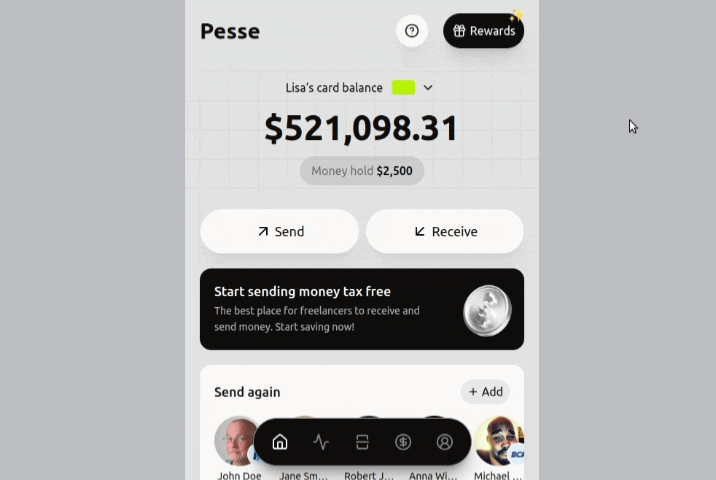 Pesse
Rewards
Lisa's card balance
$521,098.31
Money hold $2,500
Send
Receive
Start sending money tax free
The best place for freelancers to receive and
send money. Start saving now!
Send again
+ Add
BCA
John Doe
Jane Sm...
Robert J...
Anna Wi...
Michael ...